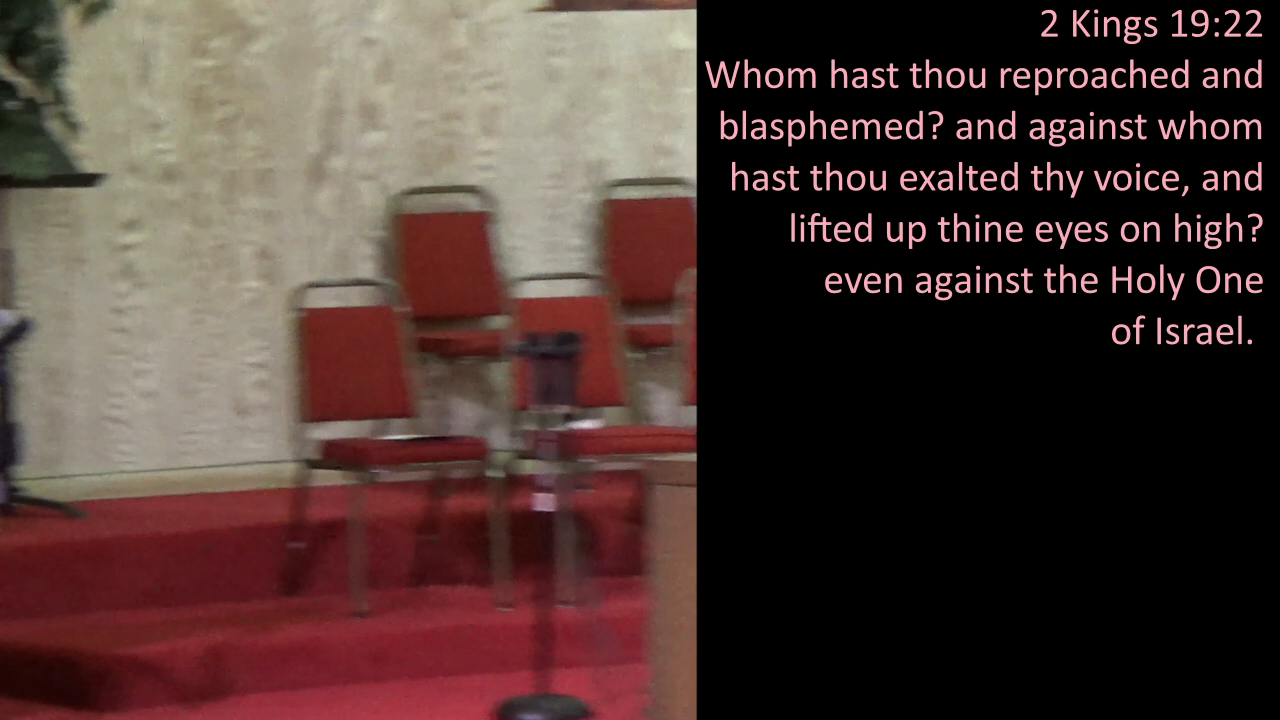 2 Kings 19:22
Whom hast thou reproached and
blasphemed? and against whom
hast thou exalted thy voice, and
lifted up thine eyes on high?
even against the Holy One
of Israel.